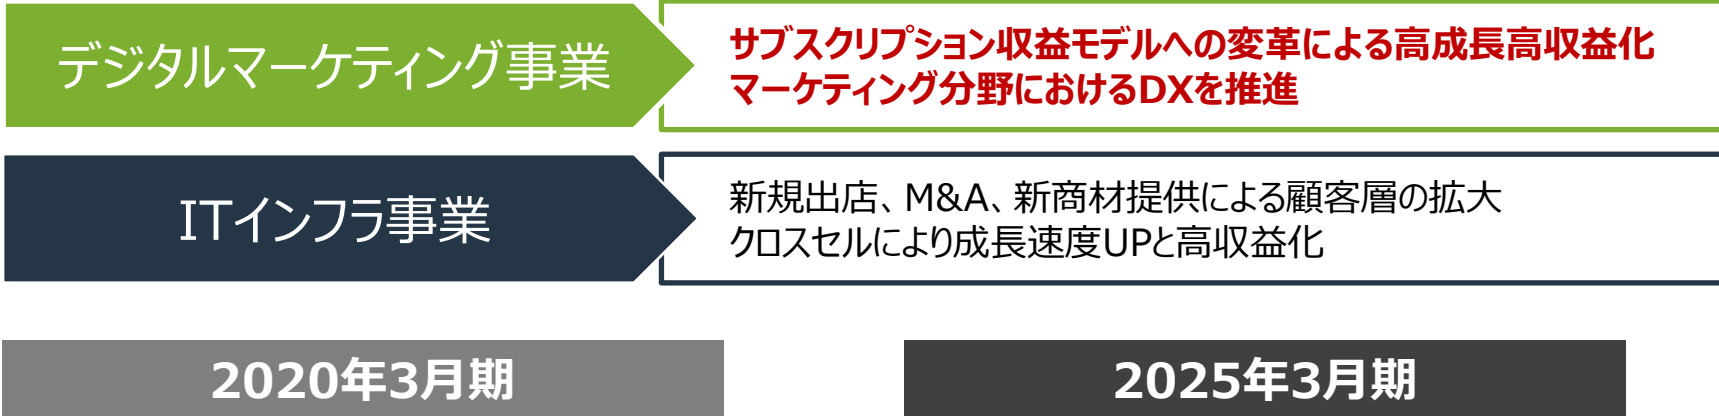 デジタルマーケティング事業
サブスクリプション収益モデルへの変革による高成長高収益化
マーケティング分野におけるDXを推進
ITインフラ事業
新規出店、M&A、新商材提供による顧客層の拡大
クロスセルにより成長速度UPと高収益化
2020年3月期
2025年3月期